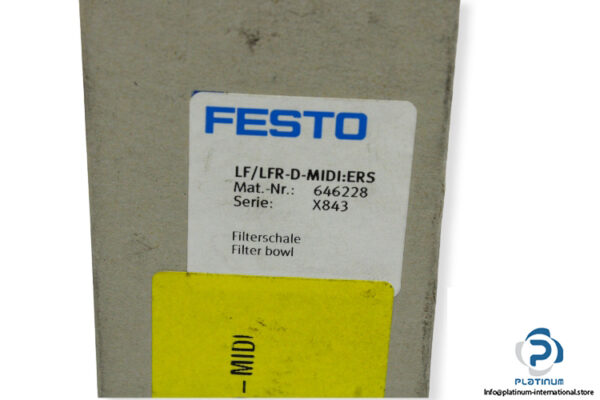 FESTO
LF/LFR-D-MIDI:ERS
Mat.-Nr.: 646228
Serie: X843
Filterschale
Filter bowl
– MIDI
PLATINUM
Info@platinum-international.store